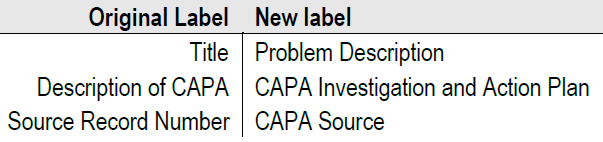 Original Label New label
Title Problem Description
Description of CAPA CAPA Investigation and Action Plan
Source Record Number CAPA Source